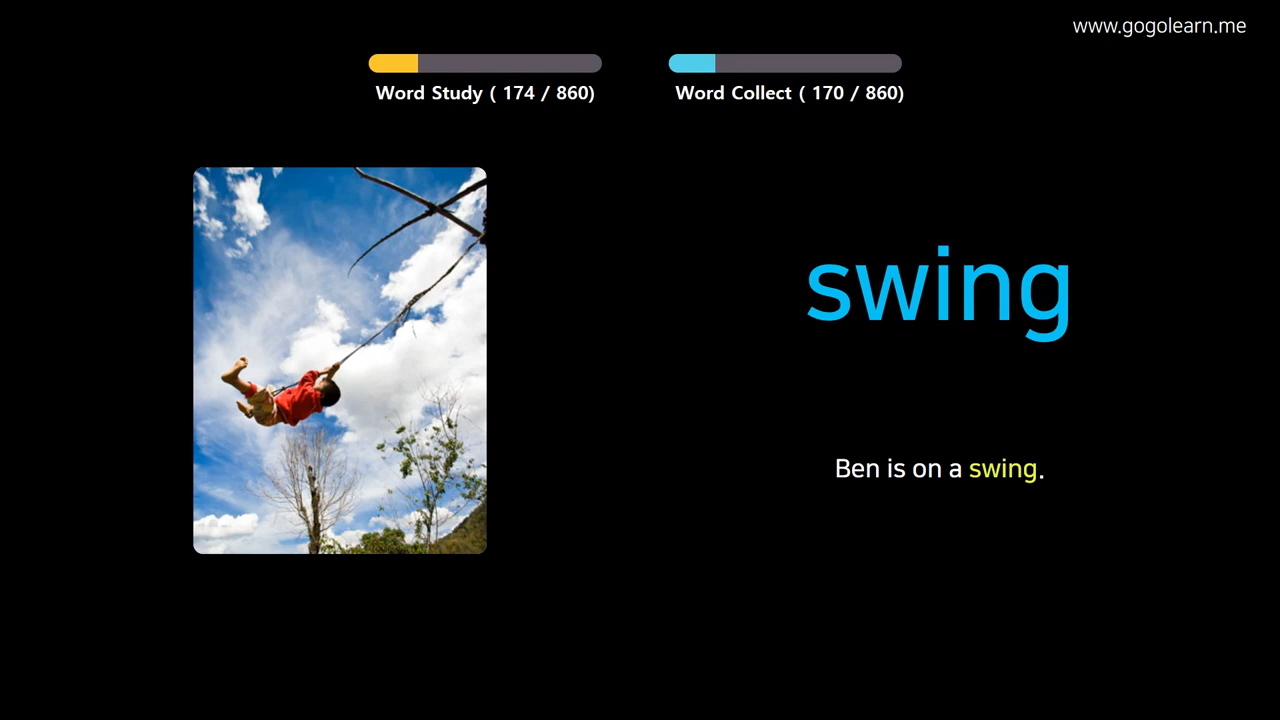 www.gogolearn.me
Word Study ( 174 / 860)
Word Collect ( 170 / 860)
swing
Ben is on a swing.